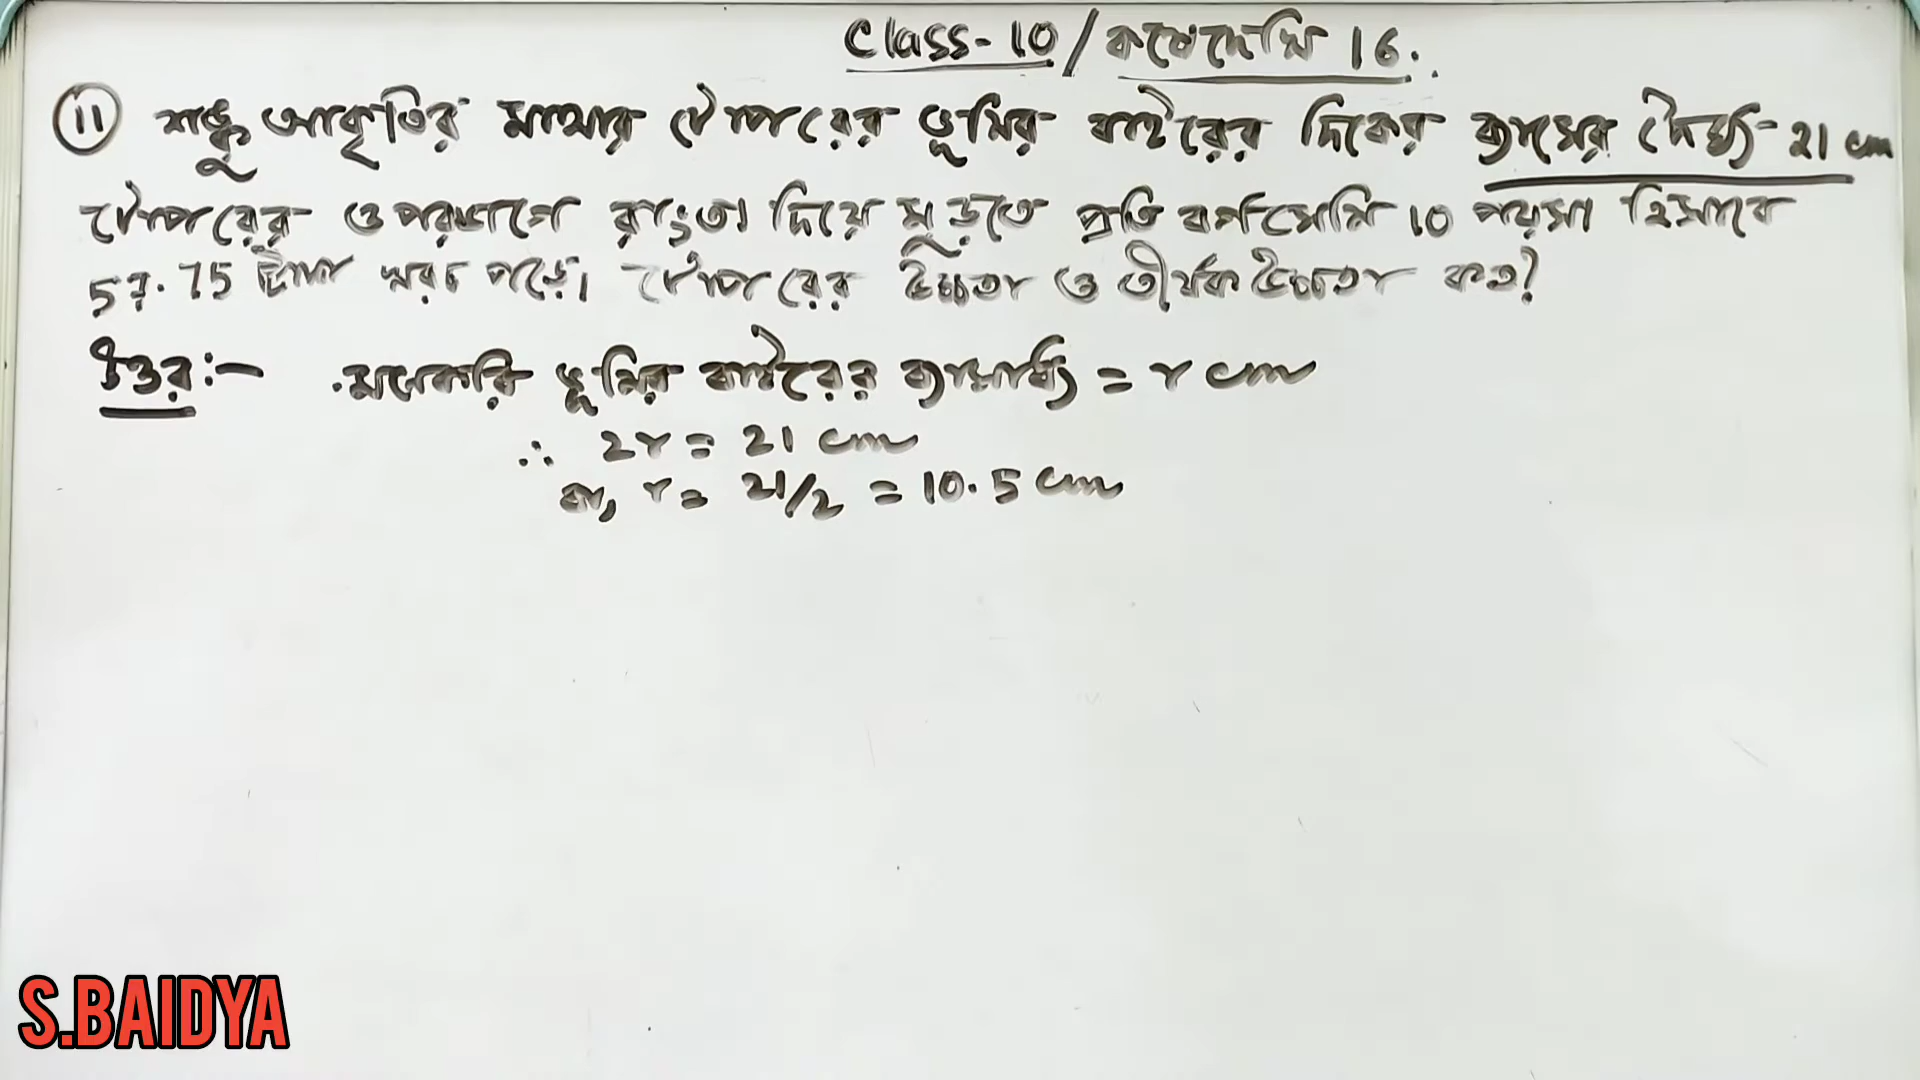 Class-10/কষে দেখি 16.
11 শঙ্কু আকৃতির মাথার টোপরের ভূমির বাইরের দিকের ব্যাসের দৈর্ঘ্য-21 cm
টোপরের ওপরভাগে রাংতা দিয়ে মুড়তে প্রতি বর্গসেমি 10 পয়সা হিসাবে
57.75 টাকা খরচ পড়ে। টোপরের উচ্চতা ও তীর্যক উচ্চতা কত?
উত্তর:- মনেকরি ভূমির বাইরের ব্যাসার্ধ্য = r cm
∴ 2r = 21 cm
বা, r = 21/2 = 10.5 cm
S.BAIDYA